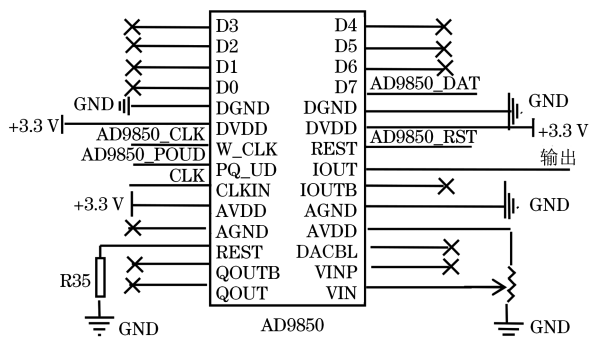 D3 D4
D2 D5
D1 D6
D0 D7 AD9850_DAT
GND DGND DGND GND
+3.3 V DVDD DVDD +3.3 V
AD9850_CLK W_CLK REST AD9850_RST
AD9850_POUD PQ_UD IOUT 输出
CLK CLKIN IOUTB
+3.3 V AVDD AGND GND
AGND AVDD
REST DACBL
R35 QOUTB VINP
QOUT VIN
GND AD9850 GND